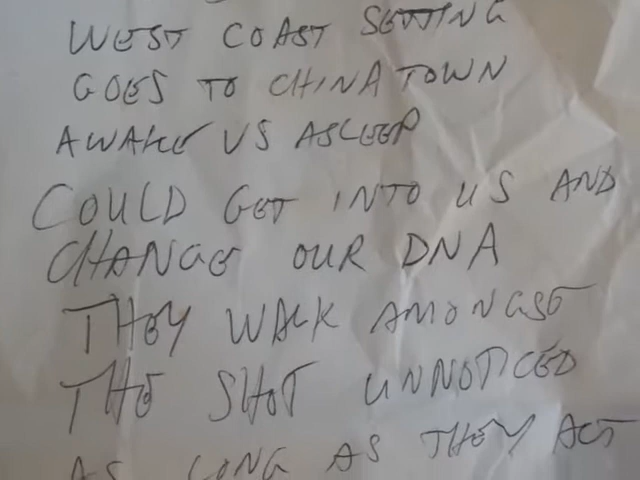 WEST COAST SETTING
GOES TO CHINATOWN
AWAKE VS ASLEEP
COULD GET INTO US AND
CHANGE OUR DNA
THEY WALK AMONGST
THE SHOT UNNOTICED
AS LONG AS THEY ACT